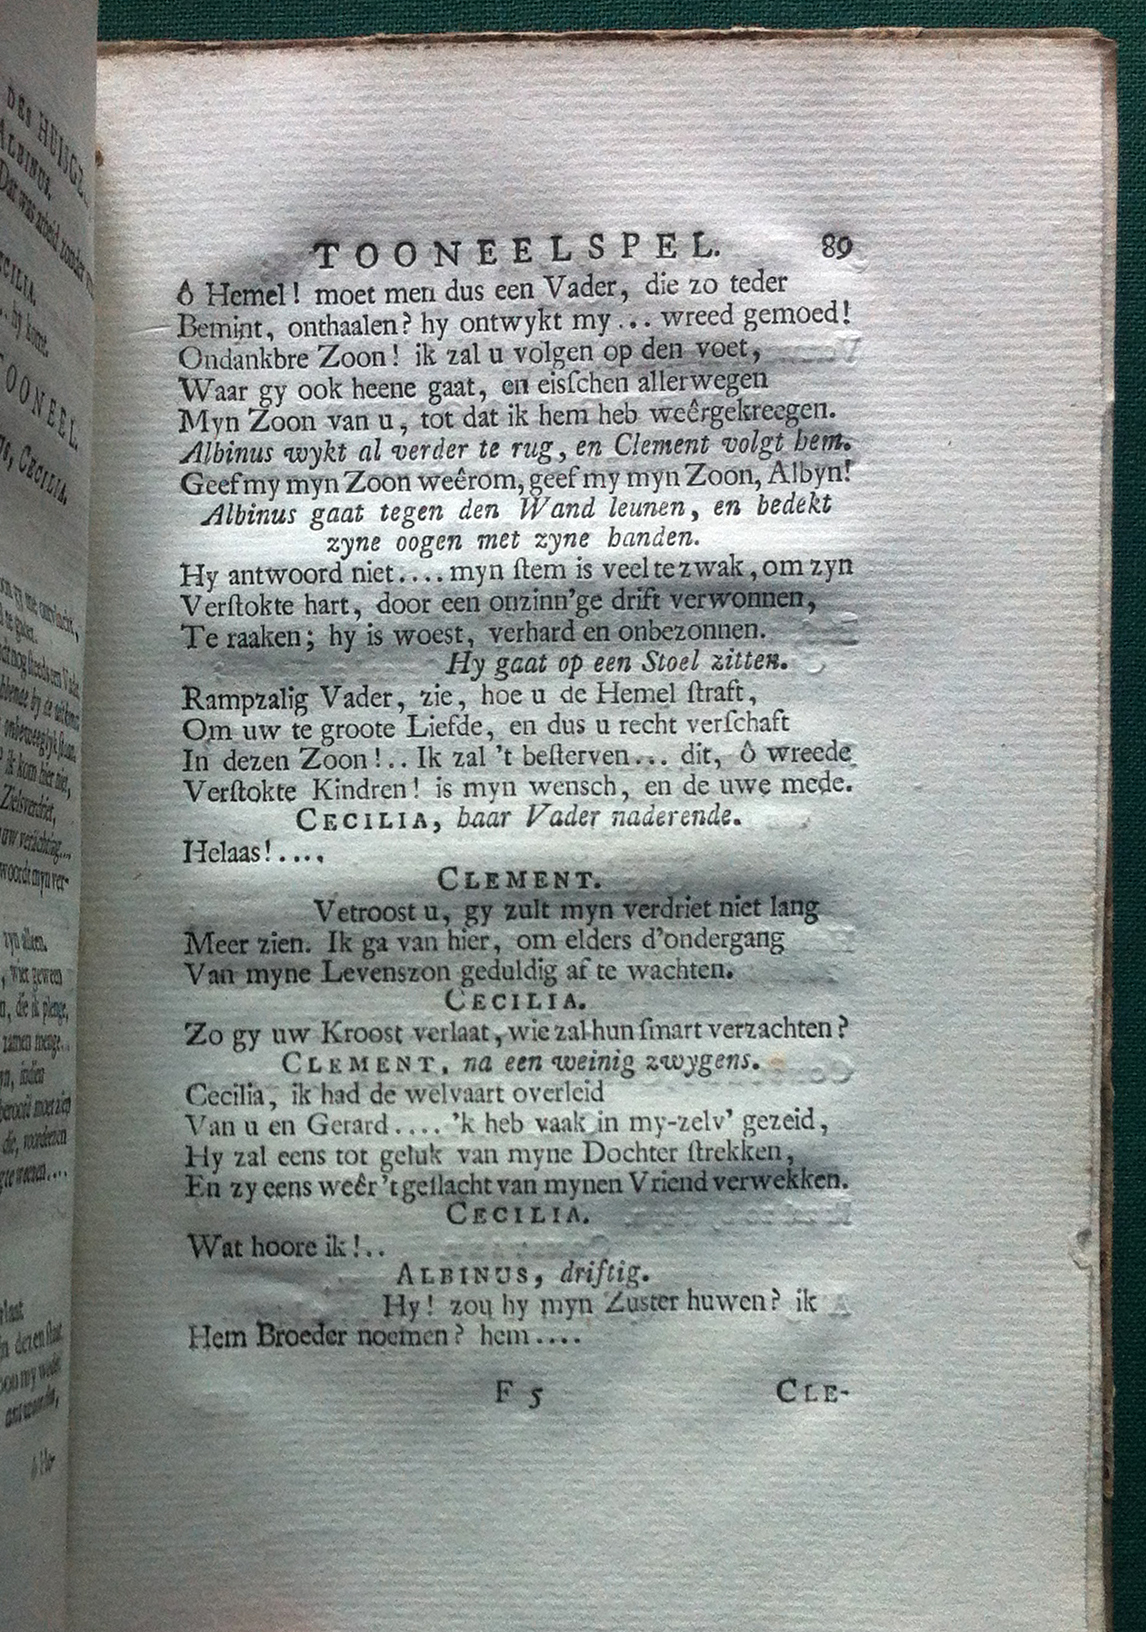 DER HUISGE
ALBINUS.
Dat was arbeid zonder
CILIA.
.. hy komt.
TOONEEL.
CECILIA.
TOONEELSPEL. 89
ô Hemel! moet men dus een Vader, die zo teder
Bemint, onthaalen? hy ontwykt my... wreed gemoed!
Ondankbre Zoon! ik zal u volgen op den voet,
Waar gy ook heene gaat, en eisſchen allerwegen
Myn Zoon van u, tot dat ik hem heb weêrgekreegen.
Albinus wykt al verder te rug, en Clement volgt hem.
Geef my myn Zoon weêrom, geef my myn Zoon, Albyn!
Albinus gaat tegen den Wand leunen, en bedekt
zyne oogen met zyne handen.
Hy antwoord niet.... myn ſtem is veel te zwak, om zyn
Verſtokte hart, door een onzinn'ge drift verwonnen,
Te raaken; hy is woest, verhard en onbezonnen.
Hy gaat op een Stoel zitten.
Rampzalig Vader, zie, hoe u de Hemel ſtraft,
Om uw te groote Liefde, en dus u recht verſchaft
In dezen Zoon!.. Ik zal 't beſterven... dit, ô wreede
Verſtokte Kindren! is myn wensch, en de uwe mede.
CECILIA, haar Vader naderende.
Helaas!....
CLEMENT.
Vetroost u, gy zult myn verdriet niet lang
Meer zien. Ik ga van hier, om elders d'ondergang
Van myne Levenszon geduldig af te wachten.
CECILIA.
Zo gy uw Kroost verlaat, wie zal hun ſmart verzachten?
CLEMENT, na een weinig zwygens.
Cecilia, ik had de welvaart overleid
Van u en Gerard.... 'k heb vaak in my-zelv' gezeid,
Hy zal eens tot geluk van myne Dochter ſtrekken,
En zy eens weêr 't geſlacht van mynen Vriend verwekken.
CECILIA.
Wat hoore ik!..
ALBINUS, driftig.
Hy! zou hy myn Zuster huwen? ik
Hem Broeder noemen? hem....
F 5 CLE-